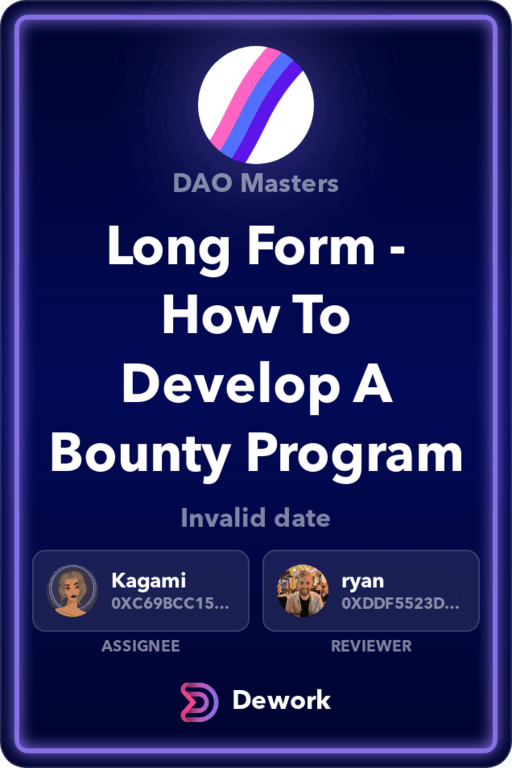 DAO Masters
Long Form -
How To
Develop A
Bounty Program
Invalid date
Kagami
0XC69BCC15...
ryan
0XDDF5523D...
ASSIGNEE
REVIEWER
Dework